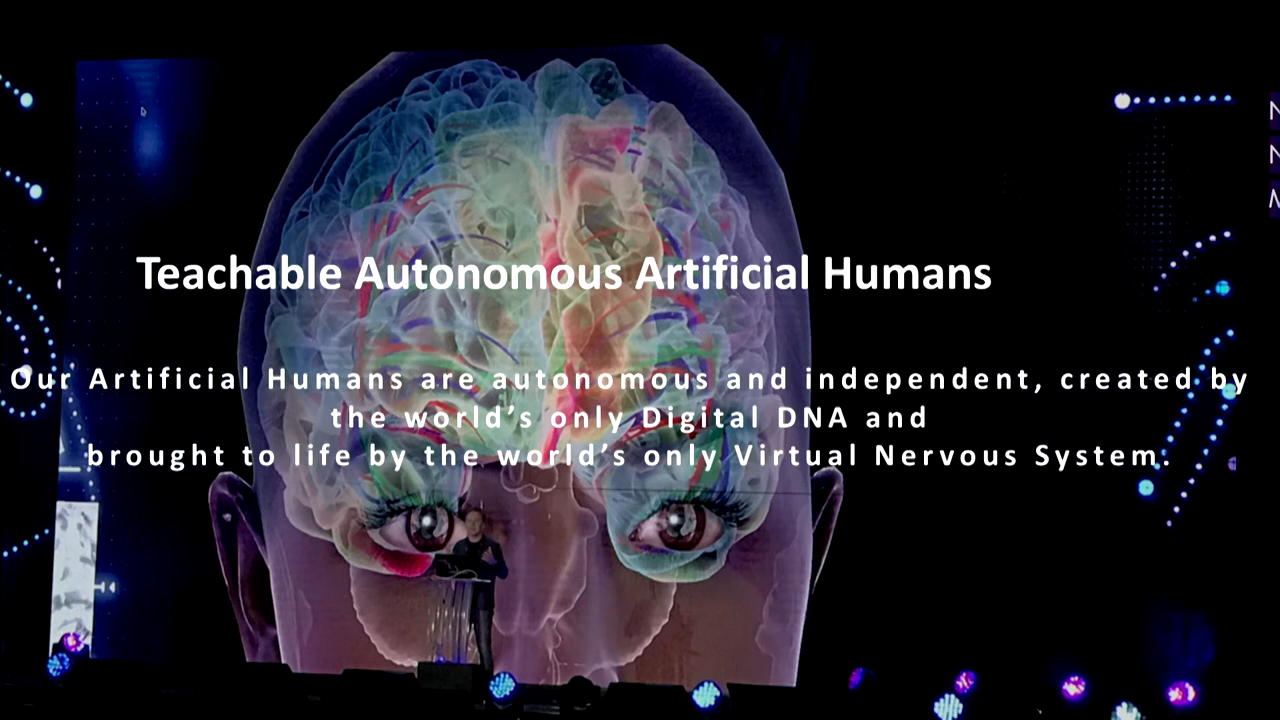 Teachable Autonomous Artificial Humans
Our Artificial Humans are autonomous and independent, created by
the world’s only Digital DNA and
brought to life by the world’s only Virtual Nervous System.